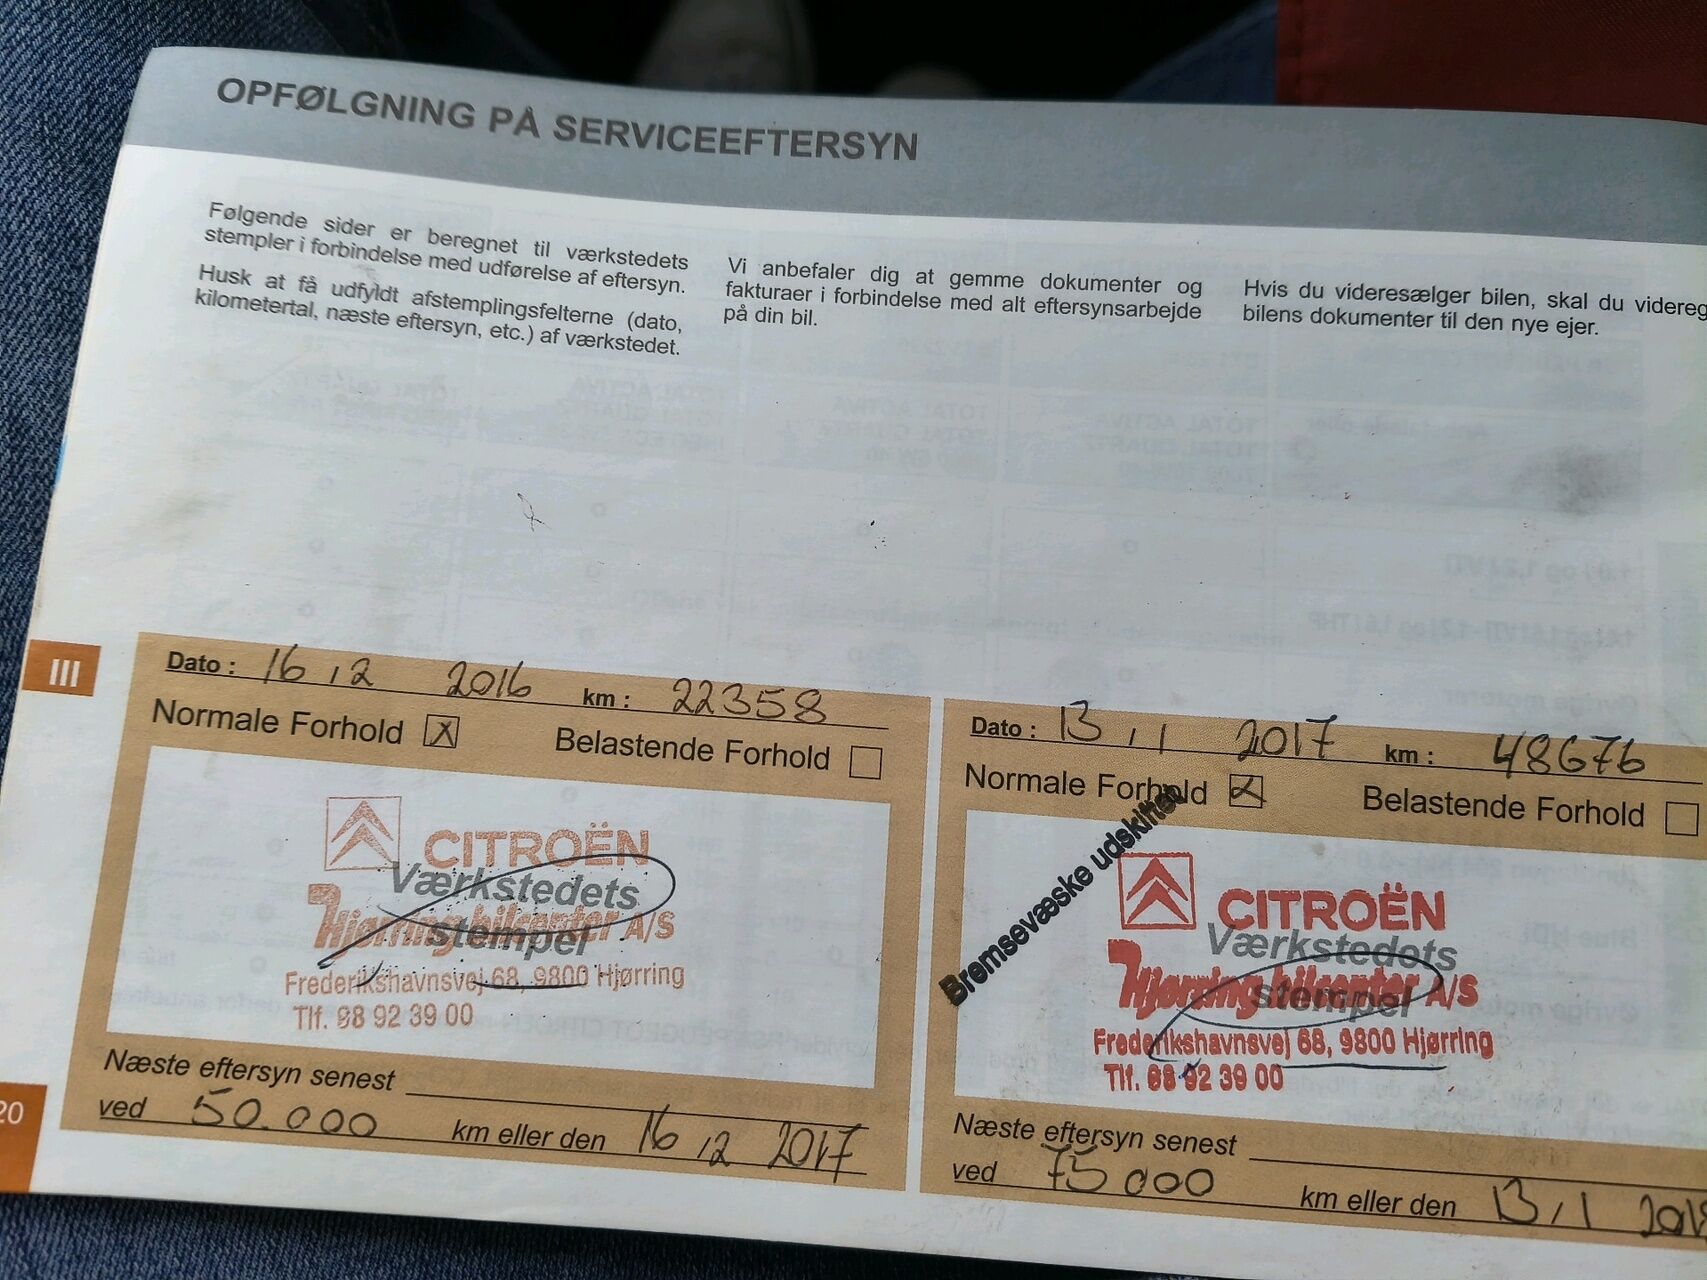 OPFØLGNING PÅ SERVICEEFTERSYN
Følgende sider er beregnet til værkstedets
stempler i forbindelse med udførelse af eftersyn.
Husk at få udfyldt afstemplingsfelterne (dato,
kilometertal, næste eftersyn, etc.) af værkstedet.
Vi anbefaler dig at gemme dokumenter og
fakturaer i forbindelse med alt eftersynsarbejde
på din bil.
Hvis du videresælger bilen, skal du videreg
bilens dokumenter til den nye ejer.
III
20
Dato : 16 12 2016 km : 22358
Normale Forhold X Belastende Forhold
CITROËN
Værkstedets
Hjørring bilcenter A/S
stempel
Frederikshavnsvej 68, 9800 Hjørring
Tlf. 98 92 39 00
Næste eftersyn senest
ved 50.000 km eller den 16 12 2017
Dato : 13 , 1 2017 km : 48676
Normale Forhold X Belastende Forhold
Bremsevæske udskiftet
CITROËN
Værkstedets
Hjørring bilcenter A/S
stempel
Frederikshavnsvej 68, 9800 Hjørring
Tlf. 98 92 39 00
Næste eftersyn senest
ved 75000 km eller den 13 , 1 2018